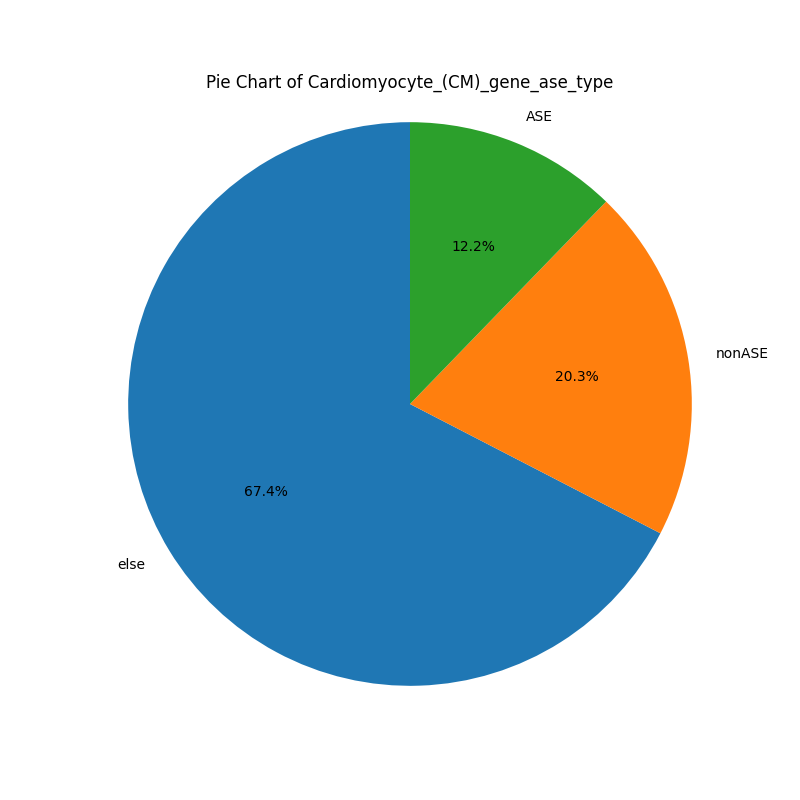 Pie Chart of Cardiomyocyte_(CM)_gene_ase_type
ASE
12.2%
nonASE
20.3%
67.4%
else